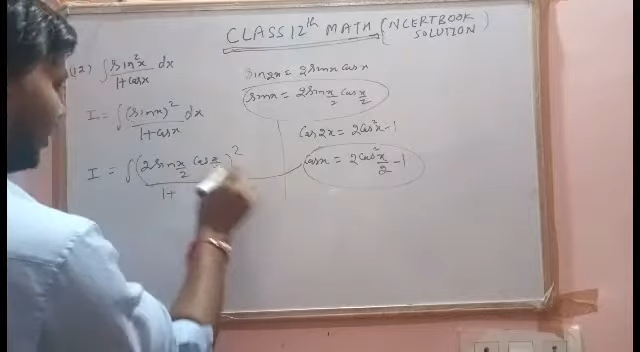 CLASS 12th MATH (NCERT BOOK SOLUTION)
(12) ∫ sin²x / 1+cosx dx
I = ∫ (sinx)² / 1+cosx dx
I = ∫ (2sin x/2 cos x/2)² / 1+
sin2x = 2sinx cosx
sinx = 2sin x/2 cos x/2
cos2x = 2cos²x-1
cosx = 2cos² x/2 -1